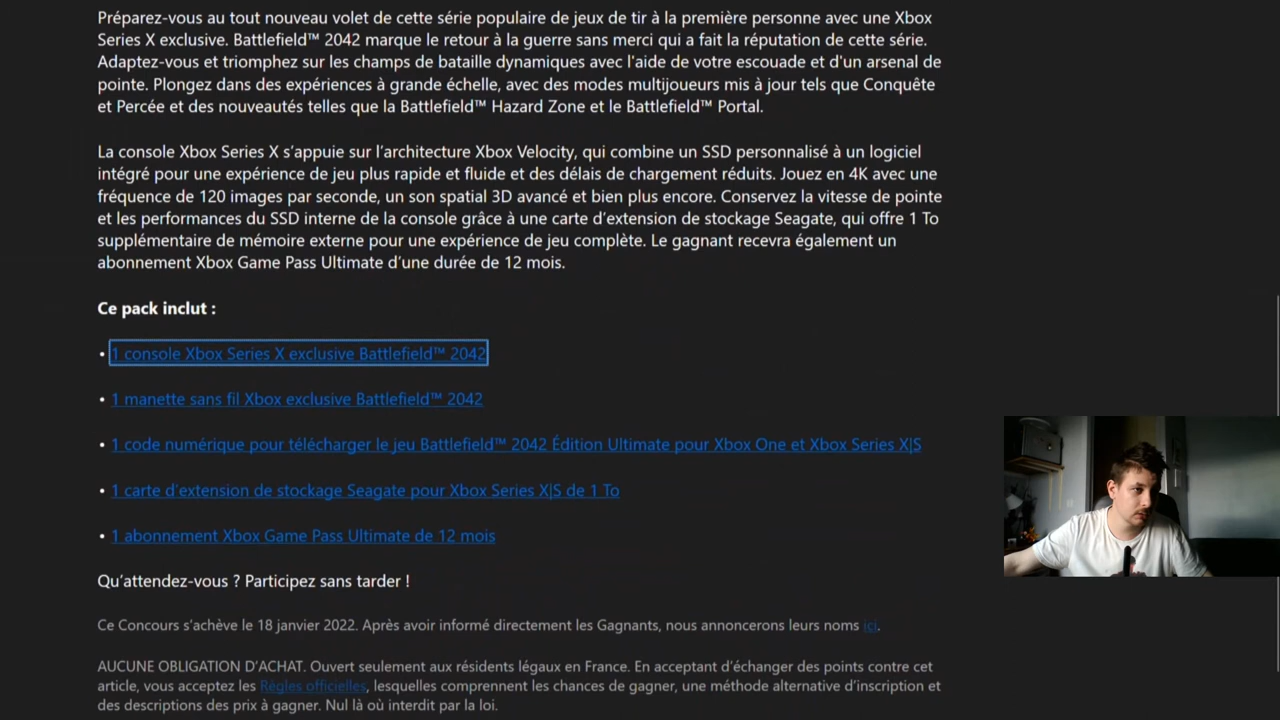 Préparez-vous au tout nouveau volet de cette série populaire de jeux de tir à la première personne avec une Xbox
Series X exclusive. Battlefield™ 2042 marque le retour à la guerre sans merci qui a fait la réputation de cette série.
Adaptez-vous et triomphez sur les champs de bataille dynamiques avec l'aide de votre escouade et d'un arsenal de
pointe. Plongez dans des expériences à grande échelle, avec des modes multijoueurs mis à jour tels que Conquête
et Percée et des nouveautés telles que la Battlefield™ Hazard Zone et le Battlefield™ Portal.
La console Xbox Series X s’appuie sur l’architecture Xbox Velocity, qui combine un SSD personnalisé à un logiciel
intégré pour une expérience de jeu plus rapide et fluide et des délais de chargement réduits. Jouez en 4K avec une
fréquence de 120 images par seconde, un son spatial 3D avancé et bien plus encore. Conservez la vitesse de pointe
et les performances du SSD interne de la console grâce à une carte d’extension de stockage Seagate, qui offre 1 To
supplémentaire de mémoire externe pour une expérience de jeu complète. Le gagnant recevra également un
abonnement Xbox Game Pass Ultimate d’une durée de 12 mois.
Ce pack inclut :
• 1 console Xbox Series X exclusive Battlefield™ 2042
• 1 manette sans fil Xbox exclusive Battlefield™ 2042
• 1 code numérique pour télécharger le jeu Battlefield™ 2042 Édition Ultimate pour Xbox One et Xbox Series X|S
• 1 carte d’extension de stockage Seagate pour Xbox Series X|S de 1 To
• 1 abonnement Xbox Game Pass Ultimate de 12 mois
Qu’attendez-vous ? Participez sans tarder !
Ce Concours s’achève le 18 janvier 2022. Après avoir informé directement les Gagnants, nous annoncerons leurs noms ici.
AUCUNE OBLIGATION D’ACHAT. Ouvert seulement aux résidents légaux en France. En acceptant d’échanger des points contre cet
article, vous acceptez les Règles officielles, lesquelles comprennent les chances de gagner, une méthode alternative d’inscription et
des descriptions des prix à gagner. Nul là où interdit par la loi.